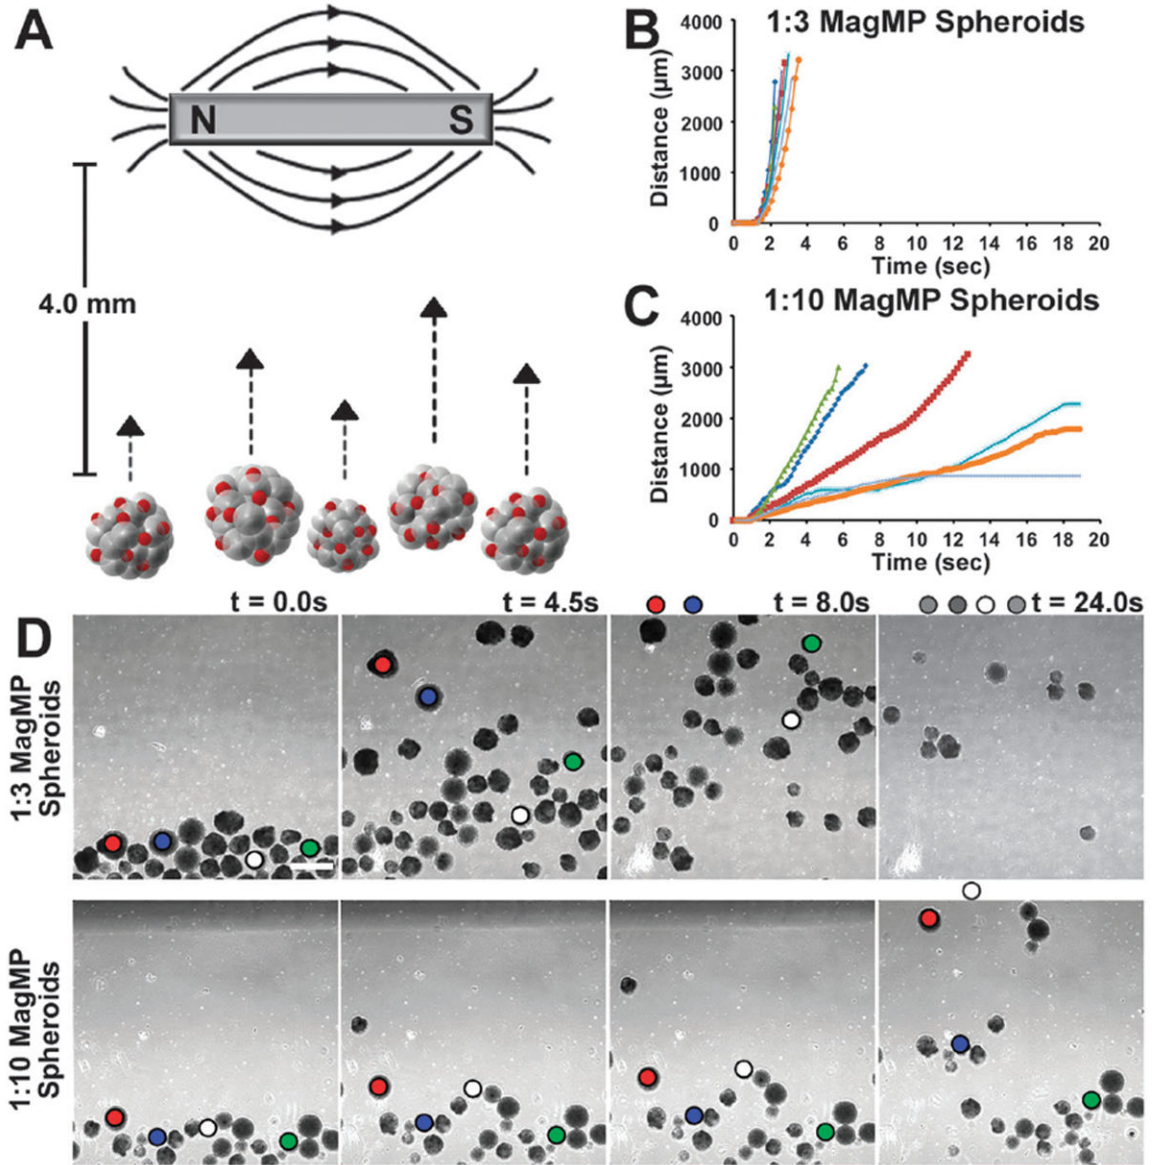 A
N
S
4.0 mm
B
1:3 MagMP Spheroids
Distance (µm)
4000
3000
2000
1000
0
0 2 4 6 8 10 12 14 16 18 20
Time (sec)
C
1:10 MagMP Spheroids
Distance (µm)
4000
3000
2000
1000
0
0 2 4 6 8 10 12 14 16 19 20
Time (sec)
D
t = 0.0s
t = 4.5s
t = 8.0s
t = 24.0s
1:3 MagMP
Spheroids
1:10 MagMP
Spheroids